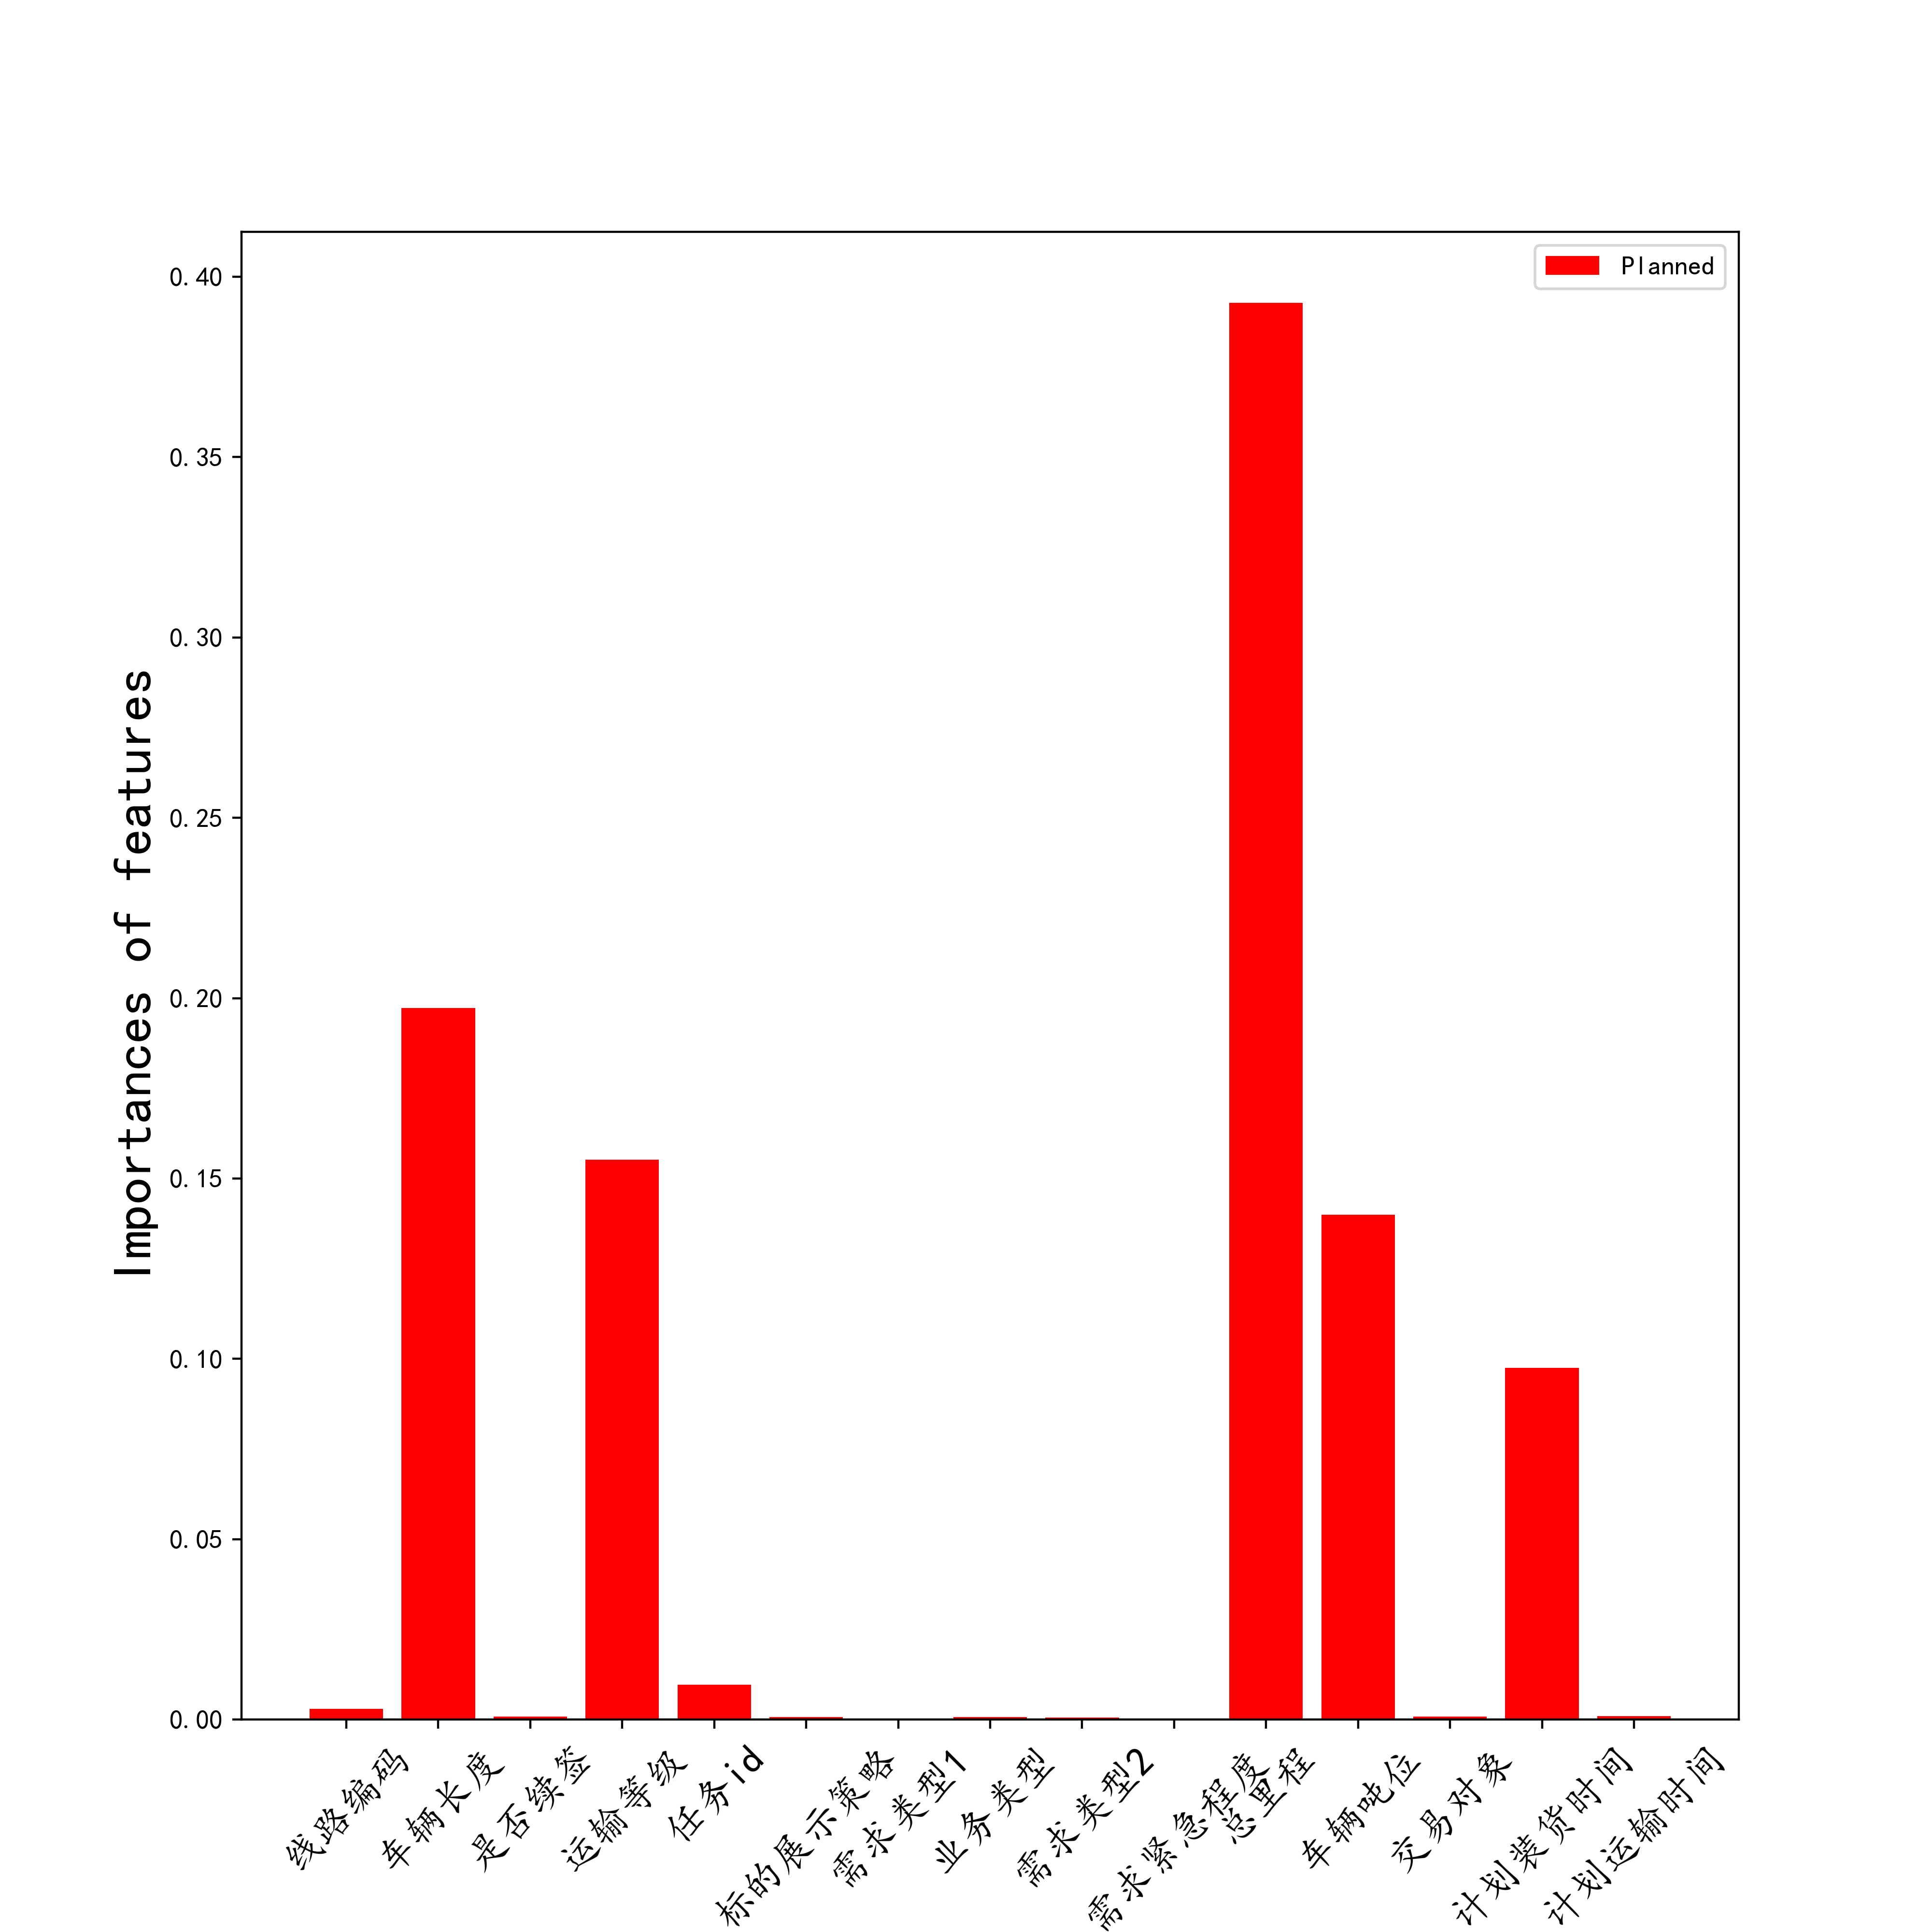 Planned
0.40
0.35
0.30
0.25
0.20
0.15
0.10
0.05
0.00
Importances of features
线路编码
车辆长度
是否续签
运输等级
任务id
标的展示策略
需求类型1
业务类型
需求类型2
需求紧急程度
总里程
车辆吨位
交易对象
计划装货时间
计划运输时间